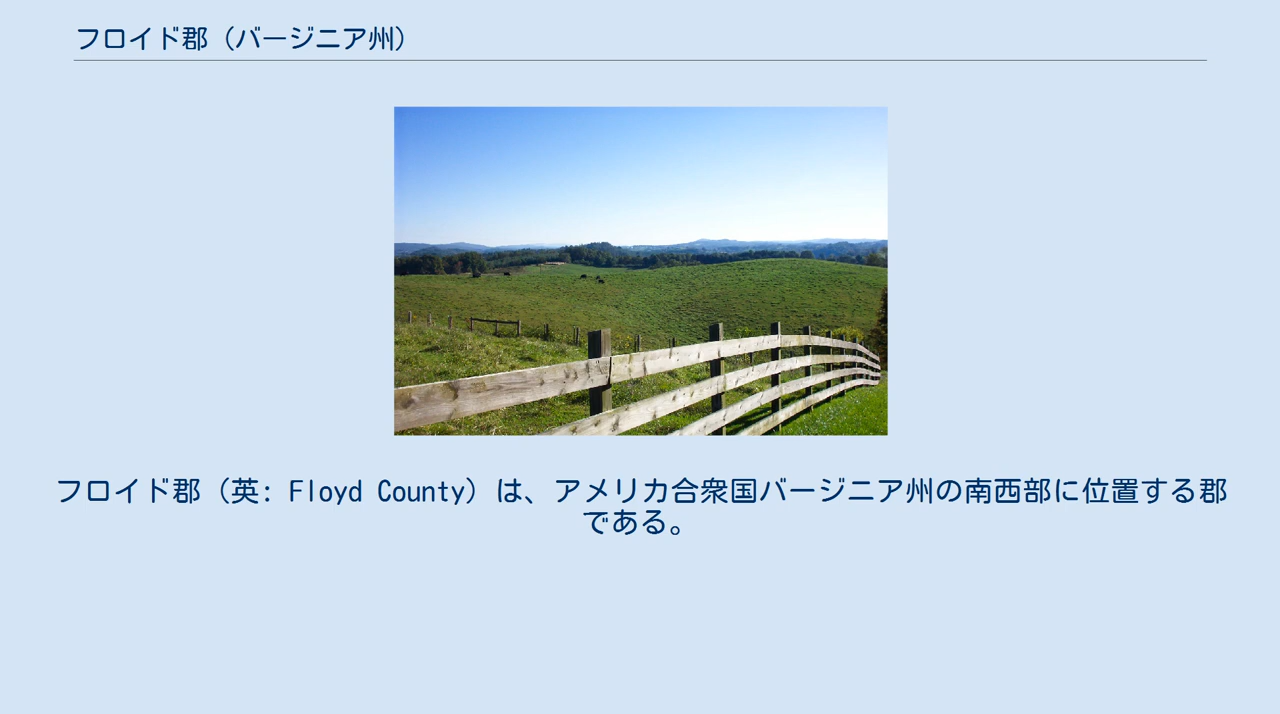 フロイド郡（バージニア州）
フロイド郡（英: Floyd County）は、アメリカ合衆国バージニア州の南西部に位置する郡
である。